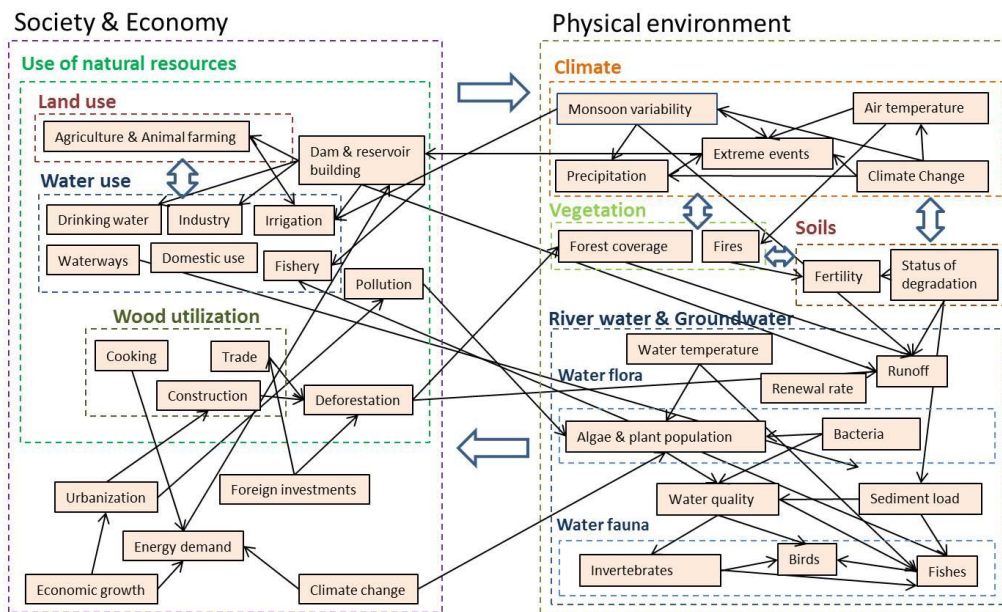 Society & Economy
Physical environment
Use of natural resources
Land use
Agriculture & Animal farming
Dam & reservoir
building
Water use
Drinking water
Industry
Irrigation
Waterways
Domestic use
Fishery
Pollution
Wood utilization
Cooking
Trade
Construction
Deforestation
Urbanization
Foreign investments
Energy demand
Economic growth
Climate change
Climate
Monsoon variability
Air temperature
Extreme events
Precipitation
Climate Change
Vegetation
Forest coverage
Fires
Soils
Fertility
Status of
degradation
River water & Groundwater
Water temperature
Runoff
Water flora
Renewal rate
Algae & plant population
Bacteria
Water quality
Sediment load
Water fauna
Invertebrates
Birds
Fishes